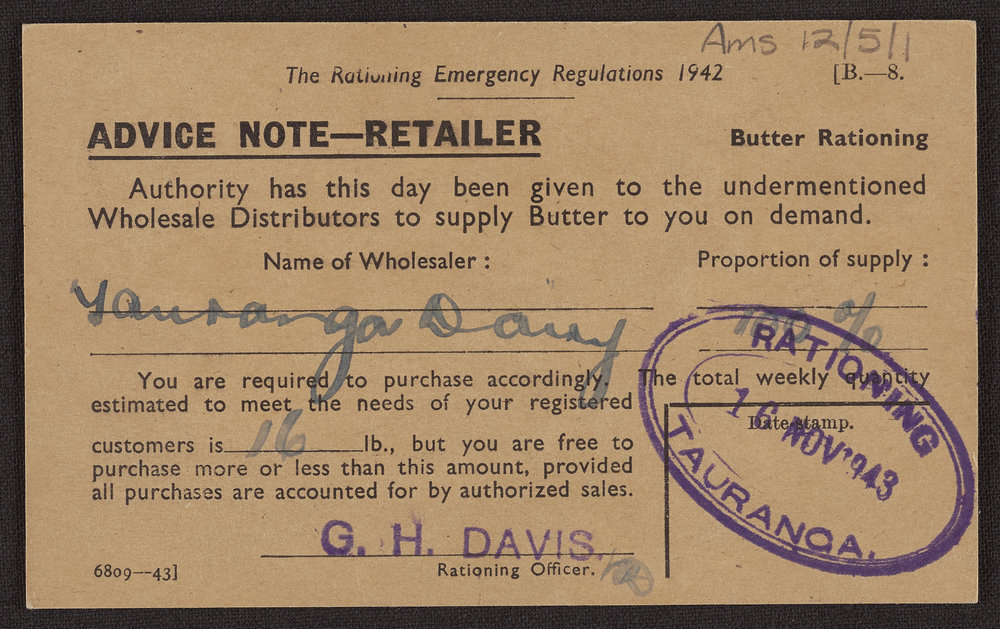 Ams 12/5/1
The Rationing Emergency Regulations 1942 [B.—8.
ADVICE NOTE—RETAILER Butter Rationing
Authority has this day been given to the undermentioned
Wholesale Distributors to supply Butter to you on demand.
Name of Wholesaler : Proportion of supply :
Tauranga Dairy 100 %
You are required to purchase accordingly. The total weekly quantity
estimated to meet the needs of your registered
customers is 16 lb., but you are free to
purchase more or less than this amount, provided
all purchases are accounted for by authorized sales.
Date-stamp.
RATIONING
16 NOV 1943
TAURANGA.
G. H. DAVIS.
Rationing Officer.
6809—43]